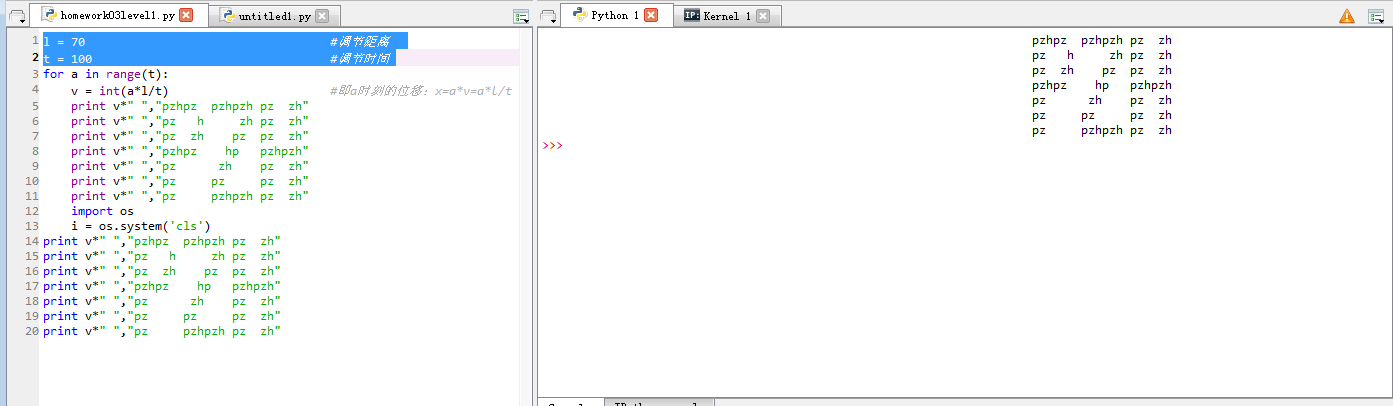 homework03level1.py untitled1.py Python 1 IP: Kernel 1
1 l = 70 #调节距离
2 t = 100 #调节时间
3 for a in range(t):
4 v = int(a*l/t) #即a时刻的位移：x=a*v=a*l/t
5 print v*" ","pzhpz  pzhpzh pz  zh"
6 print v*" ","pz   h     zh pz  zh"
7 print v*" ","pz  zh    pz  pz  zh"
8 print v*" ","pzhpz    hp   pzhpzh"
9 print v*" ","pz      zh    pz  zh"
10 print v*" ","pz     pz     pz  zh"
11 print v*" ","pz     pzhpzh pz  zh"
12 import os
13 i = os.system('cls')
14 print v*" ","pzhpz  pzhpzh pz  zh"
15 print v*" ","pz   h     zh pz  zh"
16 print v*" ","pz  zh    pz  pz  zh"
17 print v*" ","pzhpz    hp   pzhpzh"
18 print v*" ","pz      zh    pz  zh"
19 print v*" ","pz     pz     pz  zh"
20 print v*" ","pz     pzhpzh pz  zh"
pzhpz  pzhpzh pz  zh
pz   h     zh pz  zh
pz  zh    pz  pz  zh
pzhpz    hp   pzhpzh
pz      zh    pz  zh
pz     pz     pz  zh
pz     pzhpzh pz  zh
>>>